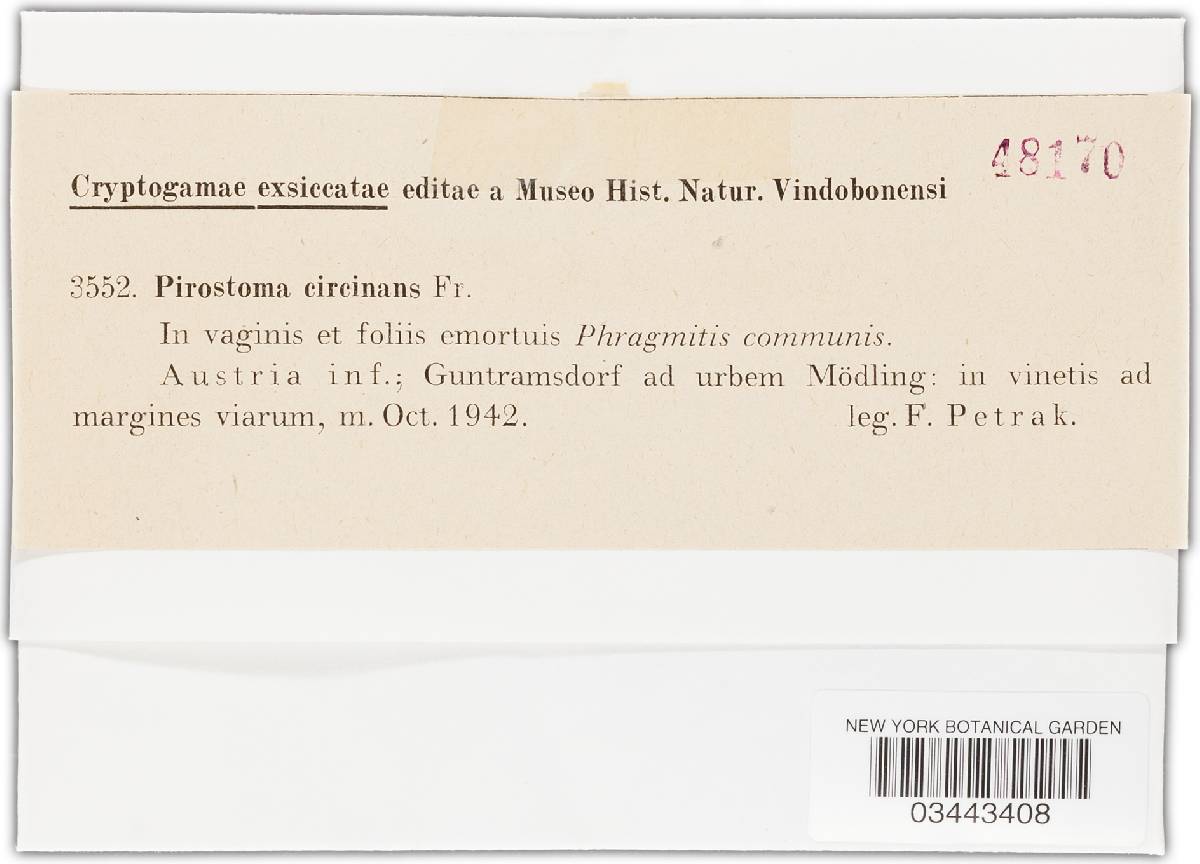 48170
Cryptogamae exsiccatae editae a Museo Hist. Natur. Vindobonensi
3552. Pirostoma circinans Fr.
In vaginis et foliis emortuis Phragmitis communis.
Austria inf.; Guntramsdorf ad urbem Mödling: in vinetis ad
margines viarum, m. Oct. 1942. leg. F. Petrak.
NEW YORK BOTANICAL GARDEN
03443408